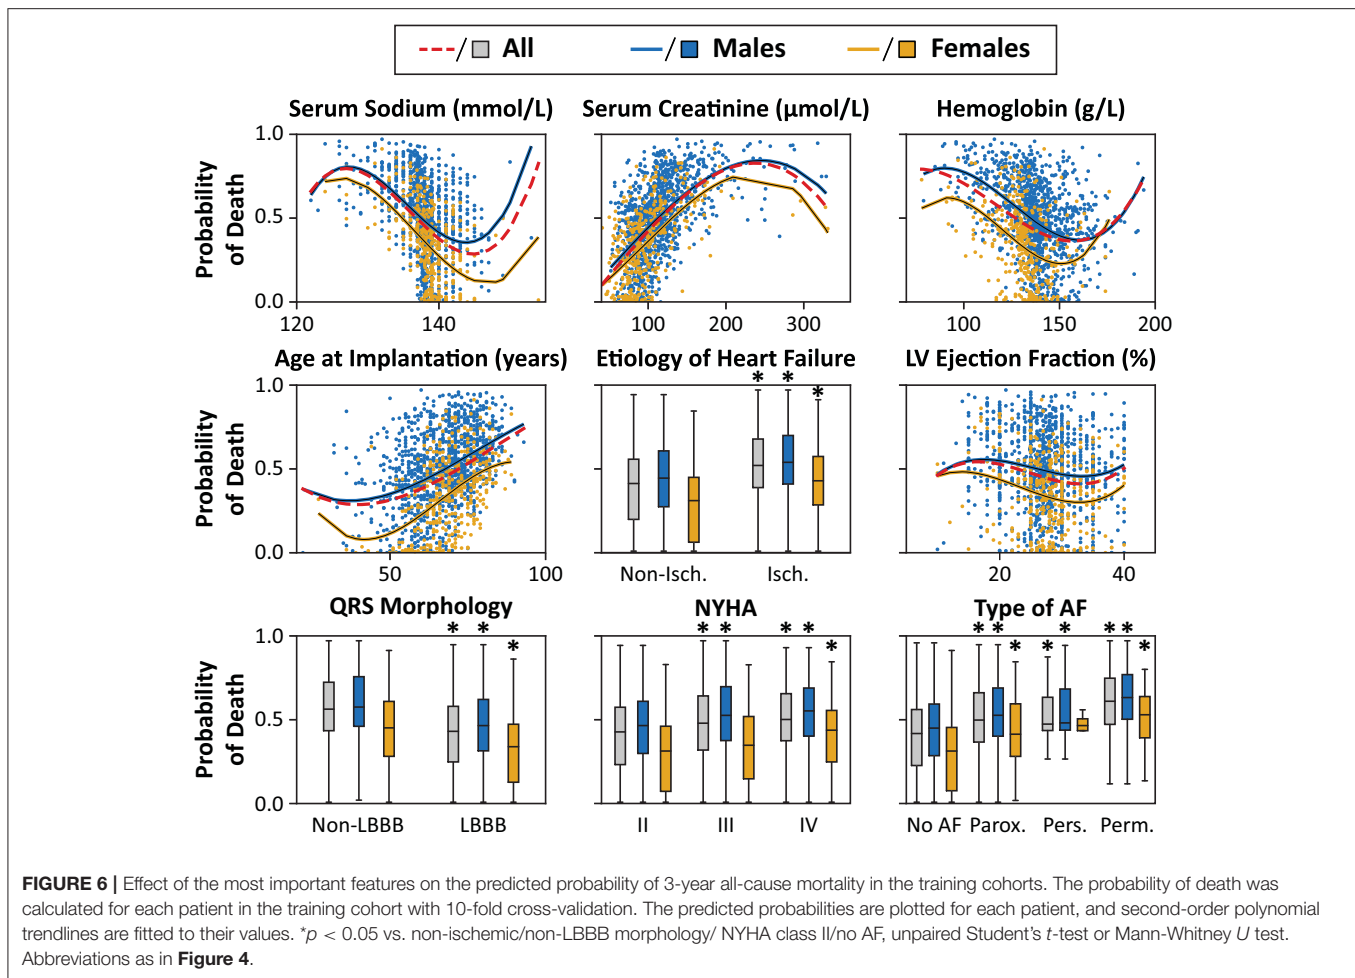 / All / Males / Females
Serum Sodium (mmol/L) Serum Creatinine (µmol/L) Hemoglobin (g/L)
Probability of Death
1.0
0.5
0.0
120 140 100 200 300 100 150 200
Age at Implantation (years) Etiology of Heart Failure LV Ejection Fraction (%)
* * *
Probability of Death
1.0
0.5
0.0
50 100 Non-Isch. Isch. 20 40
QRS Morphology NYHA Type of AF
* * * * * * * * * * * * * * * *
Probability of Death
1.0
0.5
0.0
Non-LBBB LBBB II III IV No AF Parox. Pers. Perm.
FIGURE 6 | Effect of the most important features on the predicted probability of 3-year all-cause mortality in the training cohorts. The probability of death was
calculated for each patient in the training cohort with 10-fold cross-validation. The predicted probabilities are plotted for each patient, and second-order polynomial
trendlines are fitted to their values. *p < 0.05 vs. non-ischemic/non-LBBB morphology/ NYHA class II/no AF, unpaired Student's t-test or Mann-Whitney U test.
Abbreviations as in Figure 4.